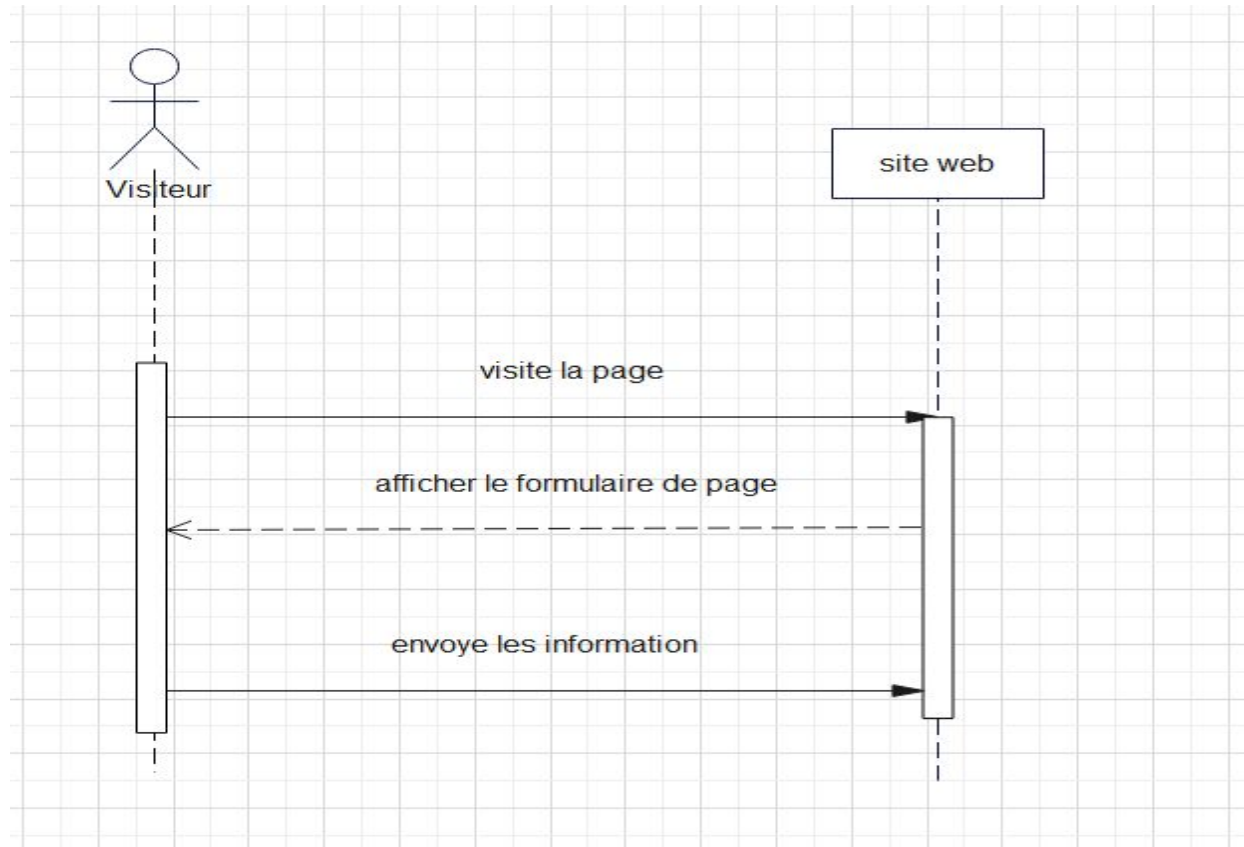 Visiteur
site web
visite la page
afficher le formulaire de page
envoye les information